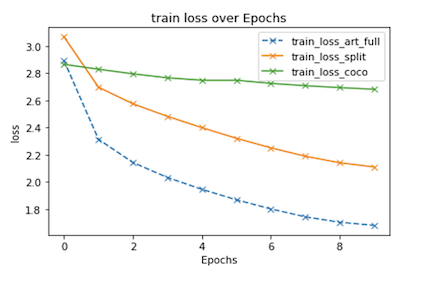 train loss over Epochs
train_loss_art_full
train_loss_split
train_loss_coco
loss
3.0
2.8
2.6
2.4
2.2
2.0
1.8
0 2 4 6 8
Epochs